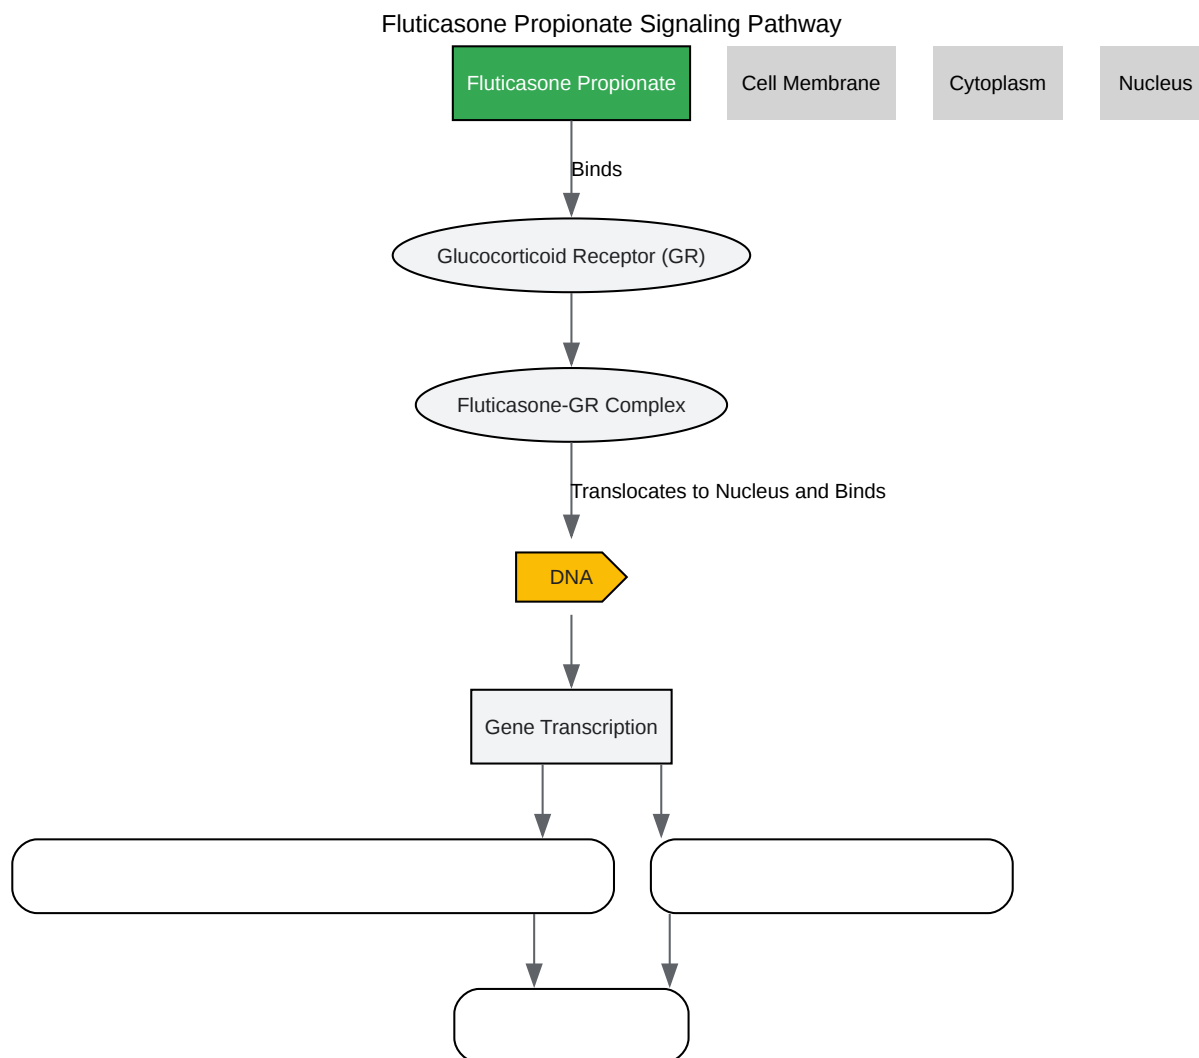 Fluticasone Propionate Signaling Pathway
Fluticasone Propionate
Cell Membrane
Cytoplasm
Nucleus
Binds
Glucocorticoid Receptor (GR)
Fluticasone-GR Complex
Translocates to Nucleus and Binds
DNA
Gene Transcription